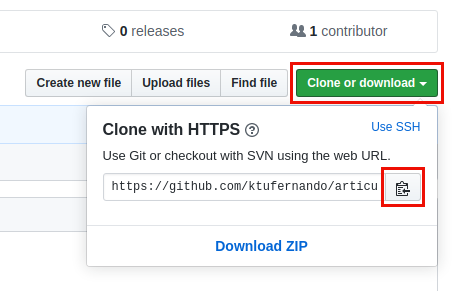 0 releases
1 contributor
Create new file
Upload files
Find file
Clone or download
Clone with HTTPS
Use SSH
Use Git or checkout with SVN using the web URL.
https://github.com/ktufernando/articu
Download ZIP